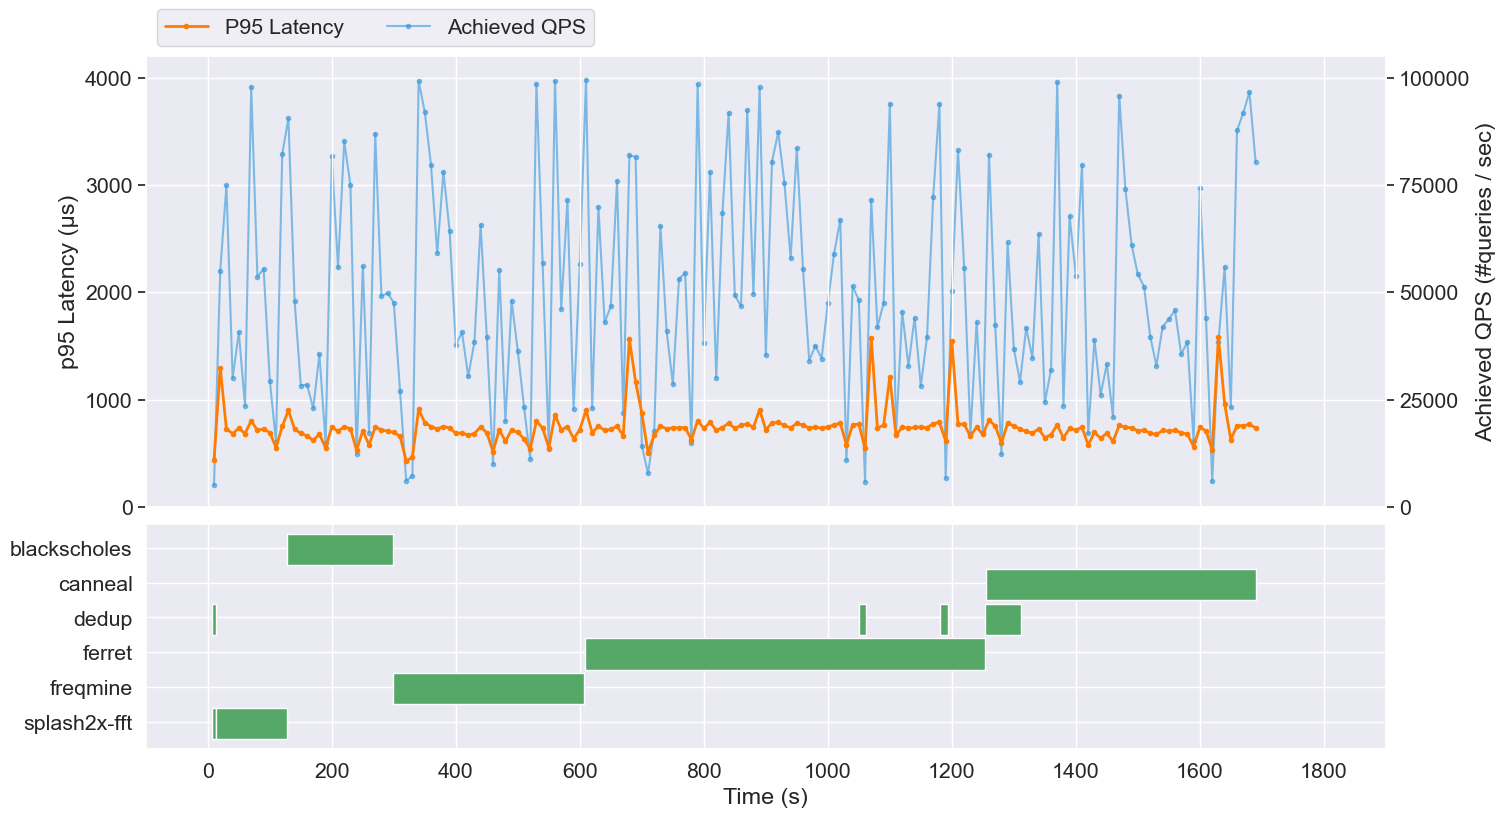 P95 Latency
Achieved QPS
4000
3000
2000
1000
0
p95 Latency (µs)
100000
75000
50000
25000
0
Achieved QPS (#queries / sec)
blackscholes
canneal
dedup
ferret
freqmine
splash2x-fft
0 200 400 600 800 1000 1200 1400 1600 1800
Time (s)